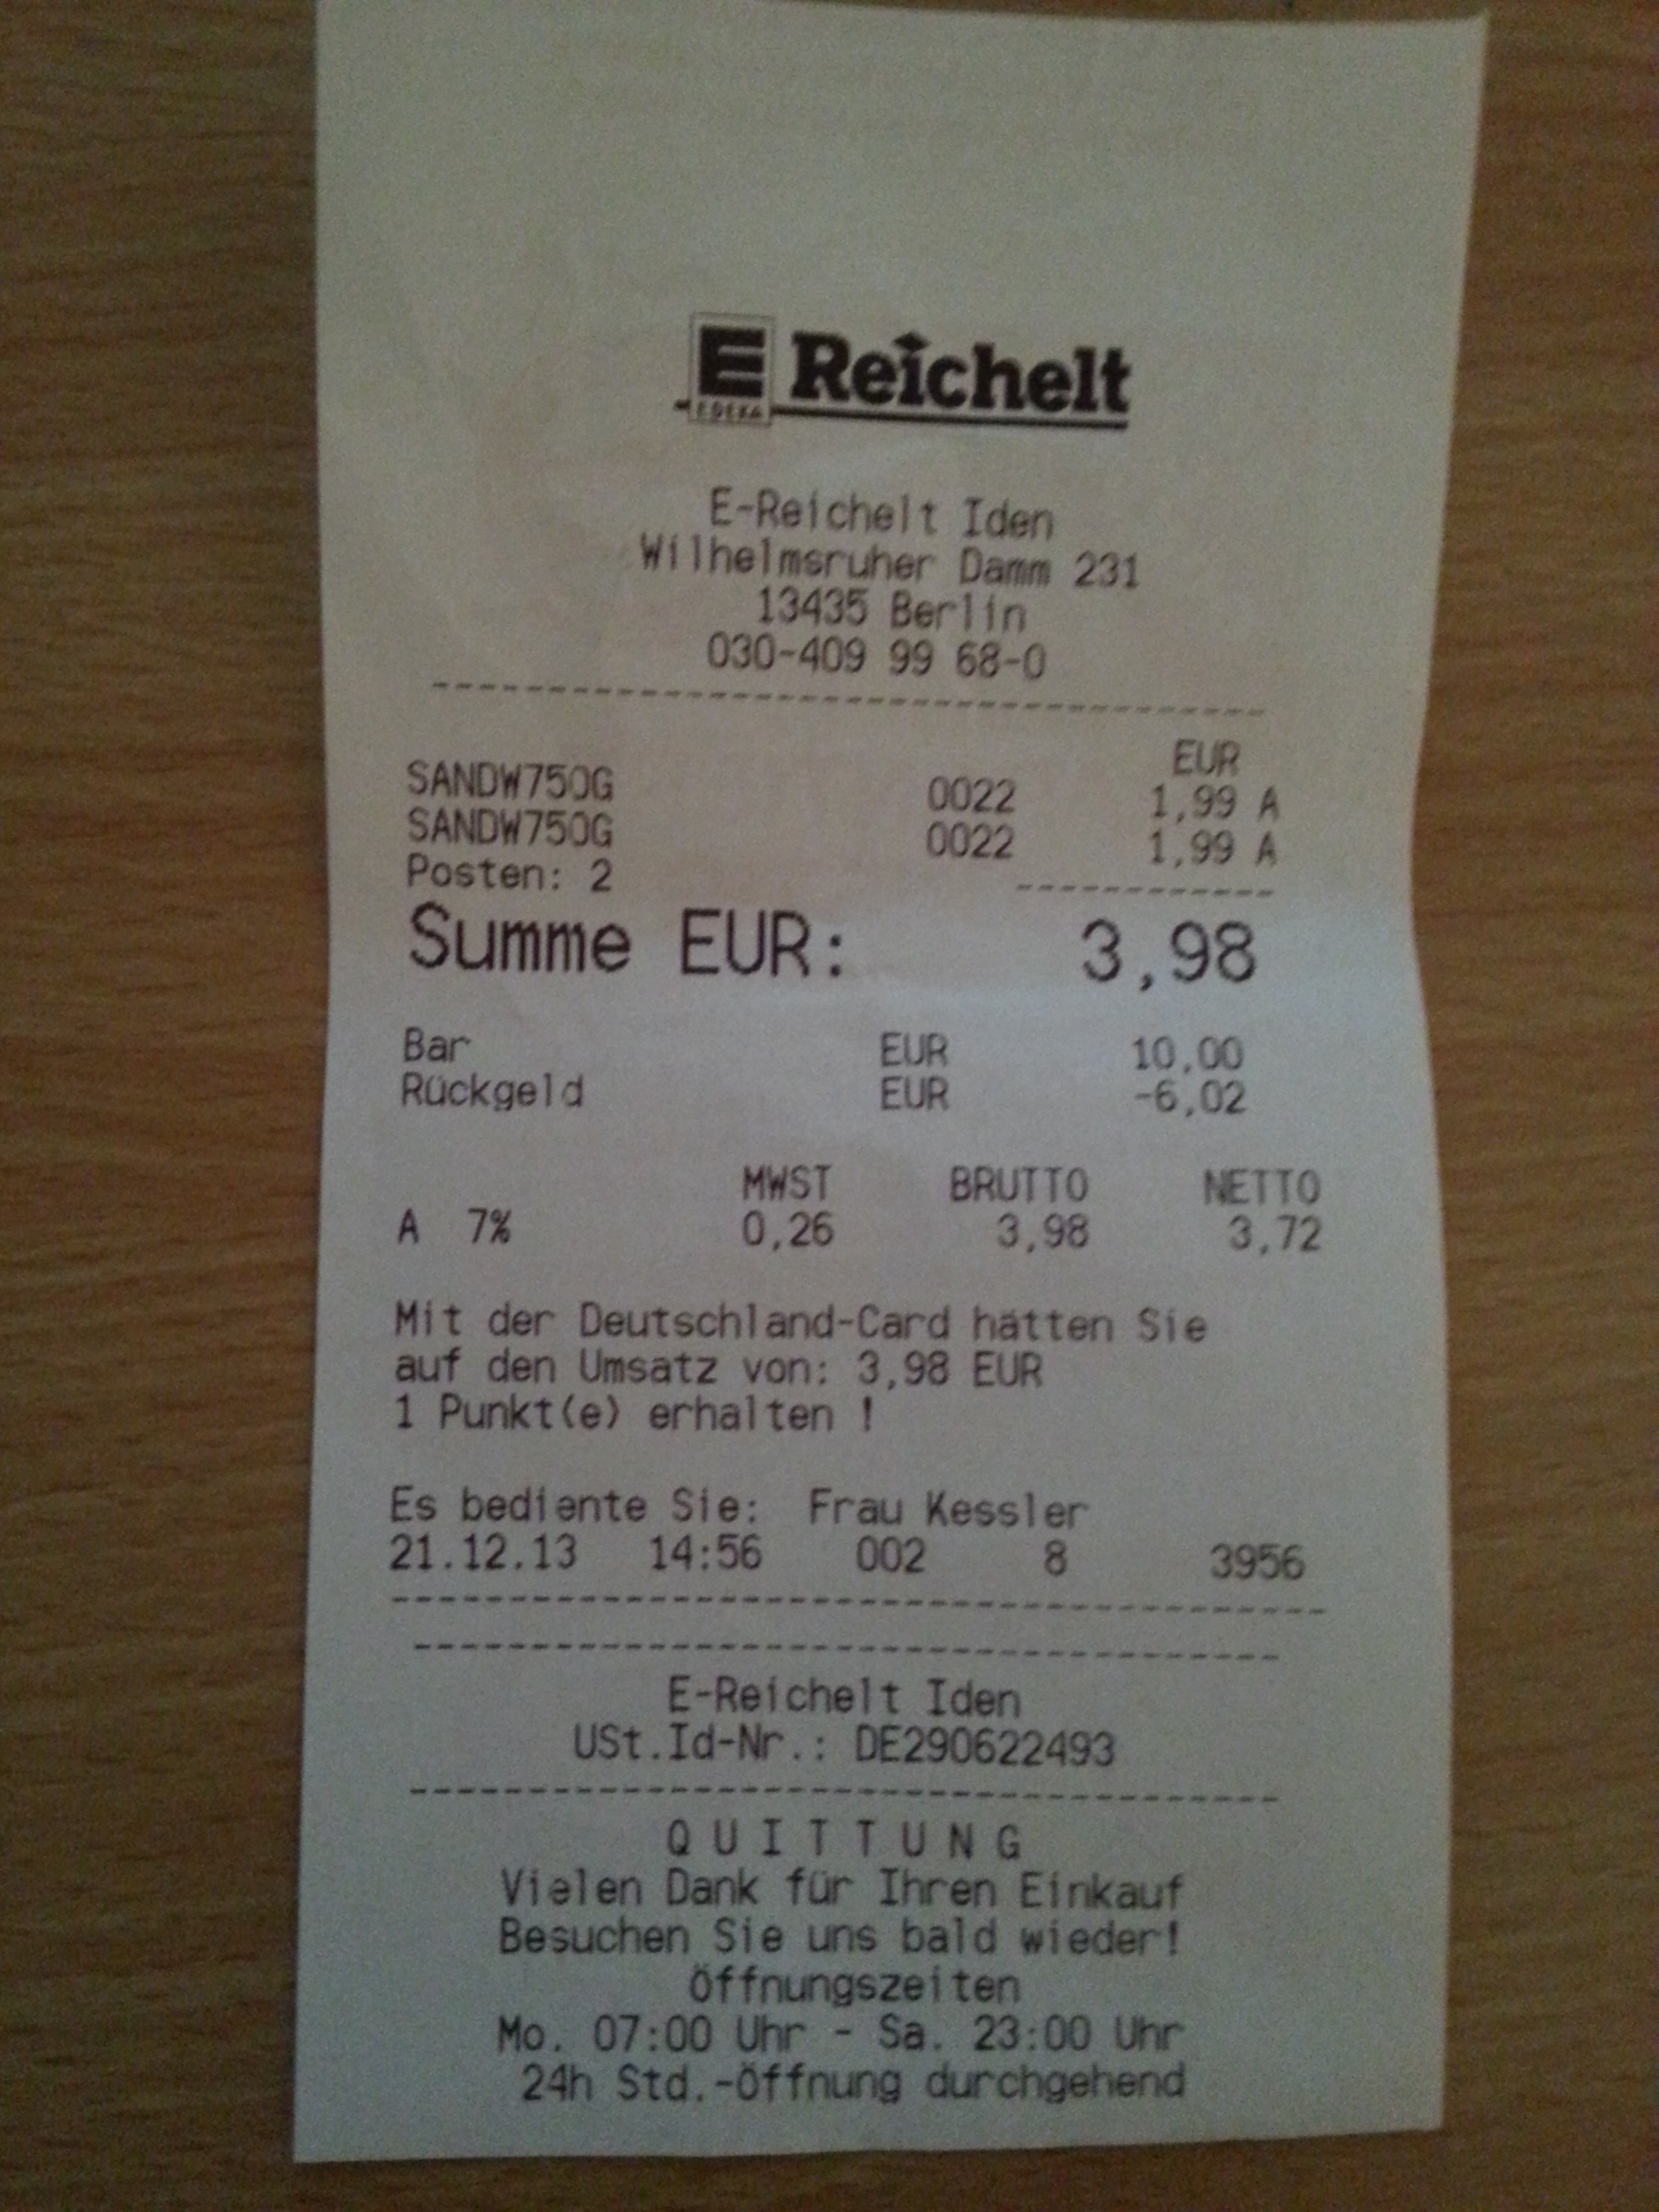 E EDEKA Reichelt
E-Reichelt Iden
Wilhelmsruher Damm 231
13435 Berlin
030-409 99 68-0
----------------------------------------
EUR
SANDW750G 0022 1,99 A
SANDW750G 0022 1,99 A
Posten: 2
------------
Summe EUR: 3,98
Bar EUR 10,00
Rückgeld EUR -6,02
MWST BRUTTO NETTO
A 7% 0,26 3,98 3,72
Mit der Deutschland-Card hätten Sie
auf den Umsatz von: 3,98 EUR
1 Punkt(e) erhalten !
Es bediente Sie: Frau Kessler
21.12.13 14:56 002 8 3956
----------------------------------------
----------------------------------------
E-Reichelt Iden
USt.Id-Nr.: DE290622493
----------------------------------------
Q U I T T U N G
Vielen Dank für Ihren Einkauf
Besuchen Sie uns bald wieder!
Öffnungszeiten
Mo. 07:00 Uhr - Sa. 23:00 Uhr
24h Std.-Öffnung durchgehend